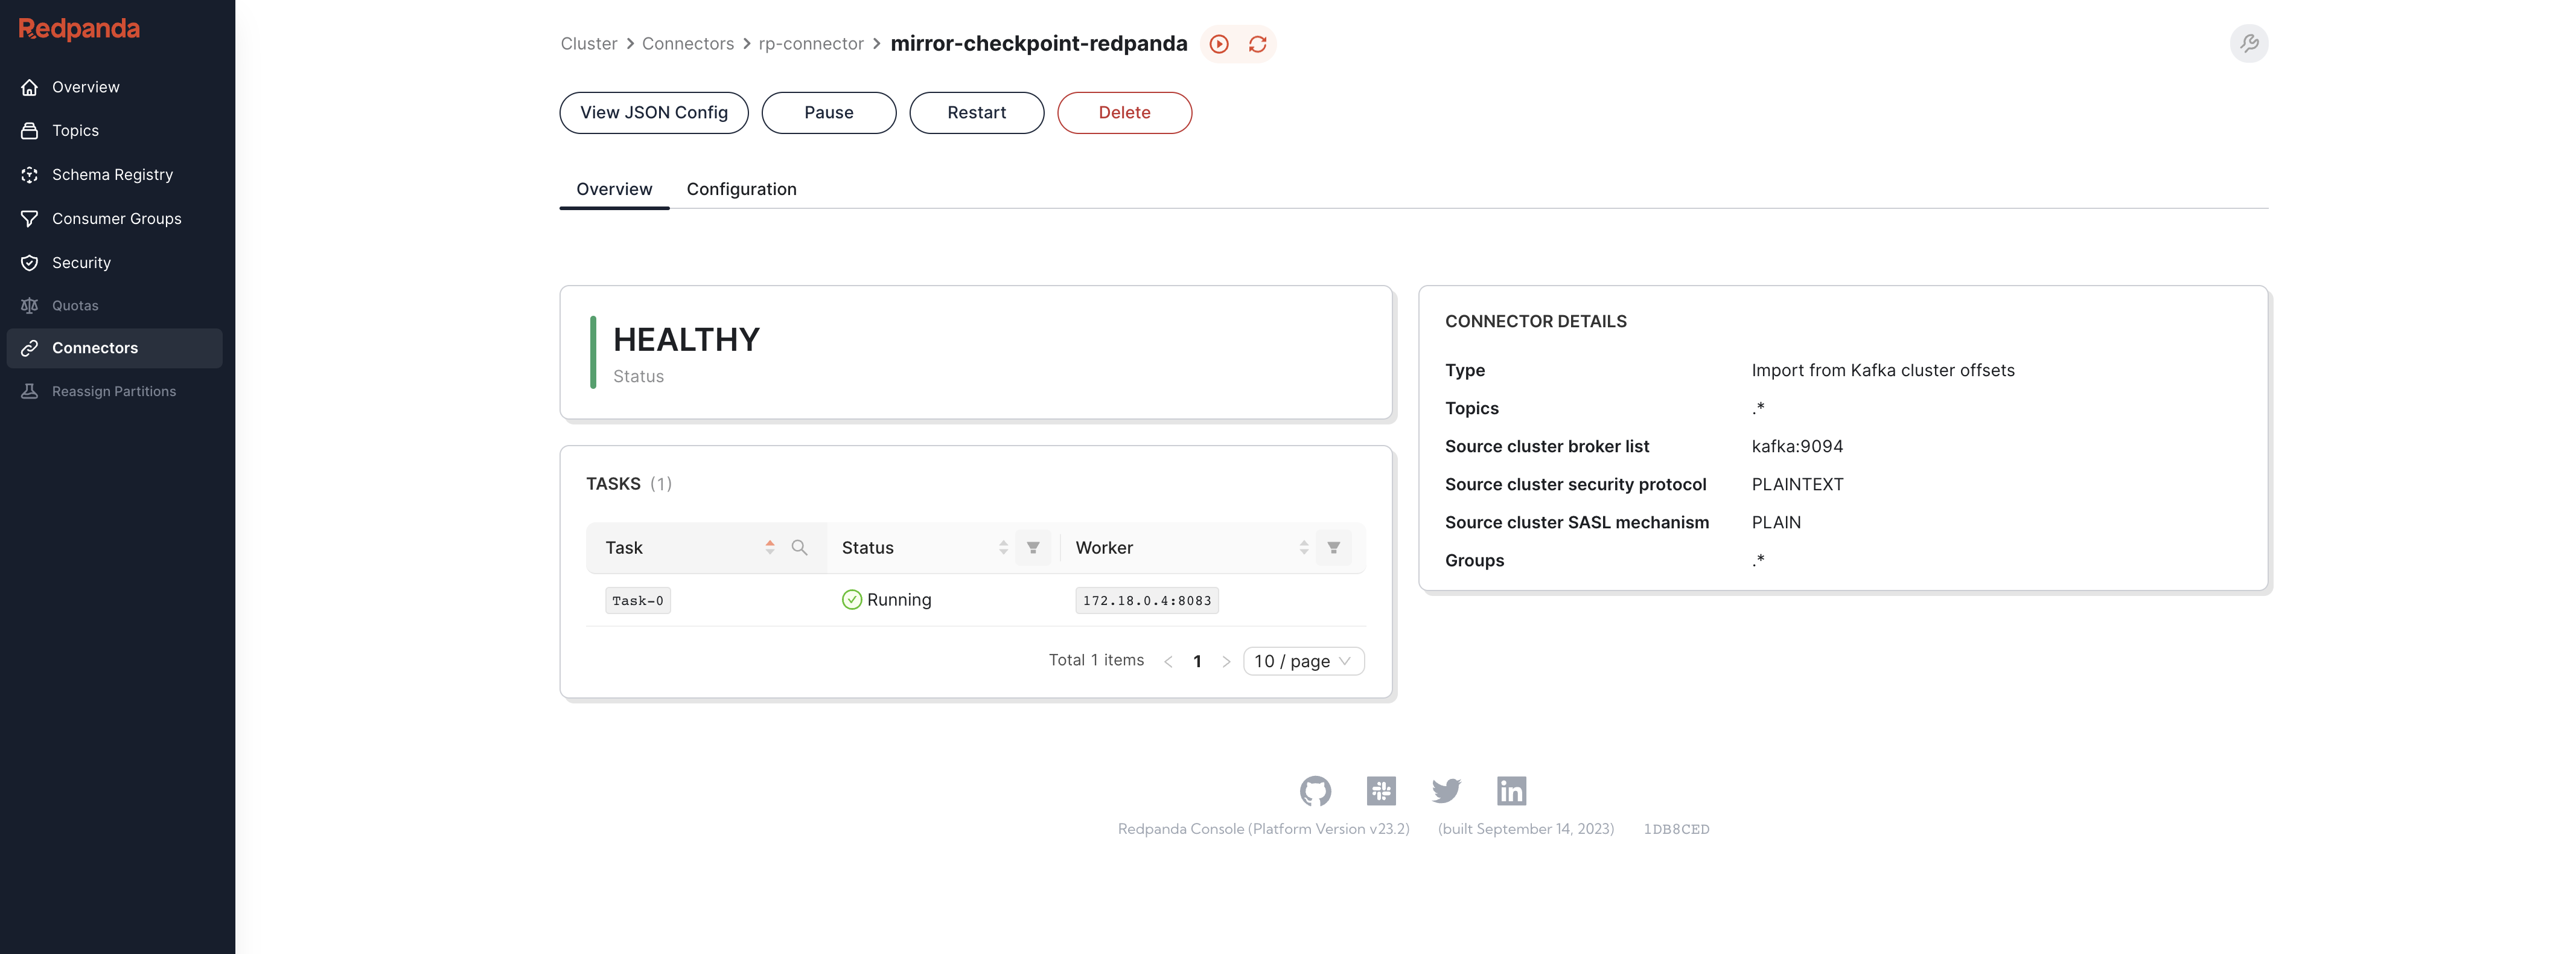 Redpanda
Overview
Topics
Schema Registry
Consumer Groups
Security
Quotas
Connectors
Reassign Partitions
Cluster > Connectors > rp-connector > mirror-checkpoint-redpanda
View JSON Config Pause Restart Delete
Overview Configuration
HEALTHY
Status
TASKS (1)
Task Status Worker
Task-0 Running 172.18.0.4:8083
Total 1 items < 1 > 10 / page
CONNECTOR DETAILS
Type Import from Kafka cluster offsets
Topics .*
Source cluster broker list kafka:9094
Source cluster security protocol PLAINTEXT
Source cluster SASL mechanism PLAIN
Groups .*
in
Redpanda Console (Platform Version v23.2) (built September 14, 2023) 1DB8CED